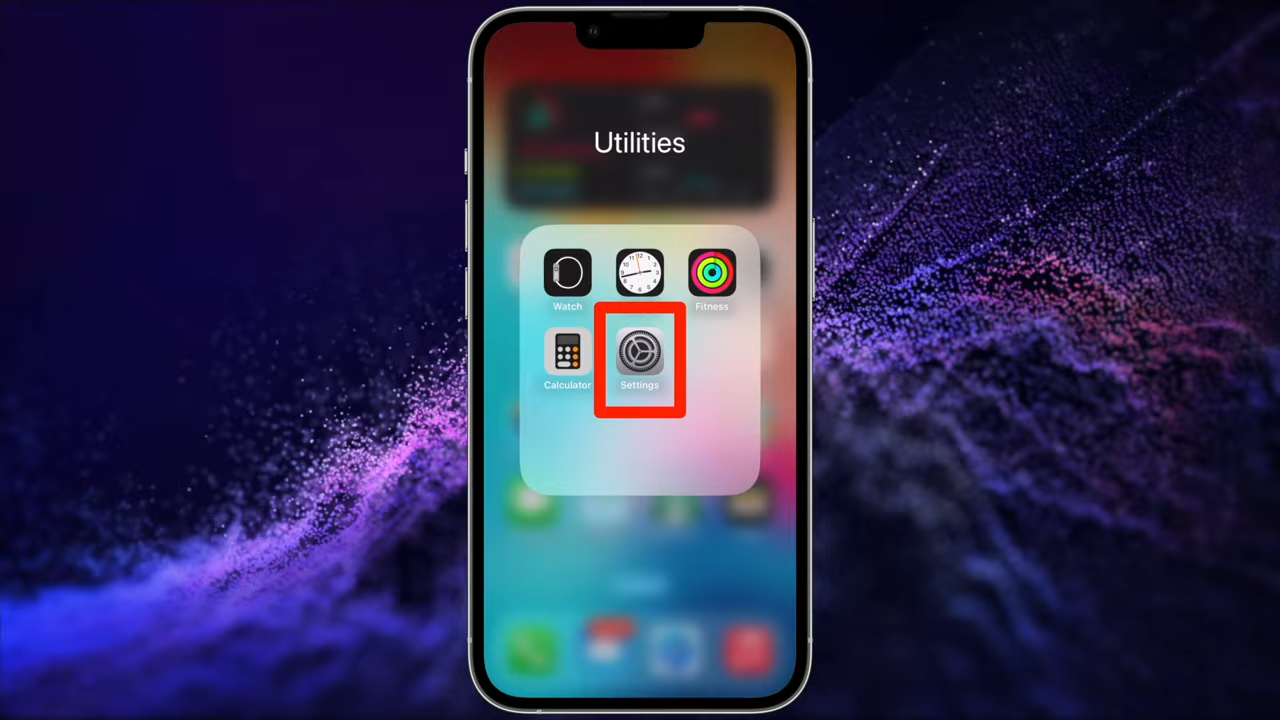 Utilities
Watch
Fitness
Calculator
Settings